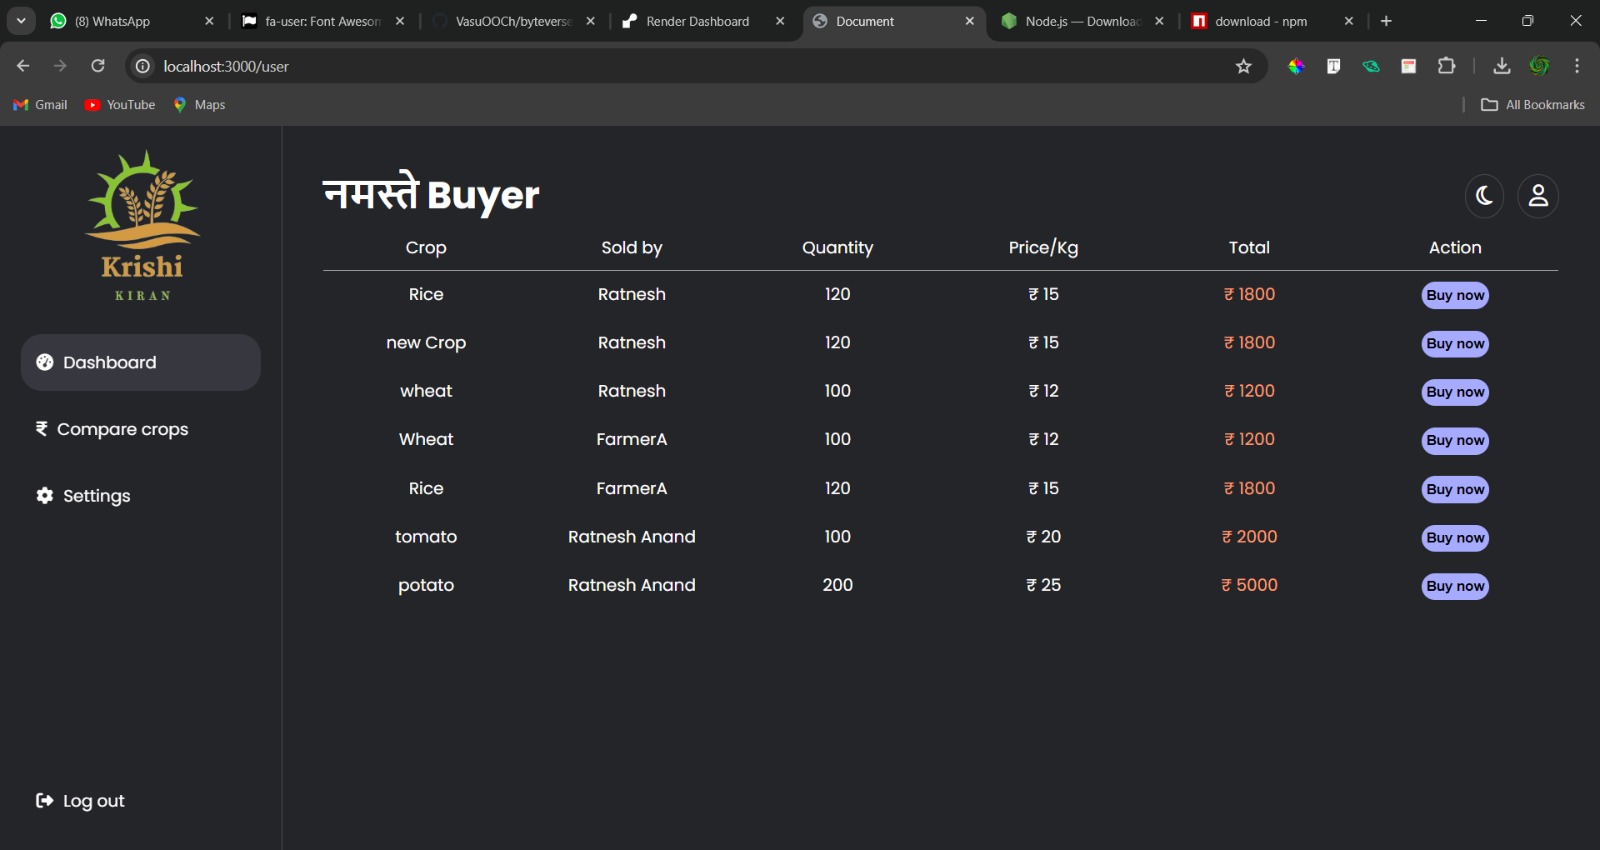 (8) WhatsApp
fa-user: Font Awesom
VasuOOCh/byteverse
Render Dashboard
Document
Node.js — Download
download - npm
localhost:3000/user
Gmail YouTube Maps All Bookmarks
Krishi
KIRAN
Dashboard
₹ Compare crops
Settings
Log out
नमस्ते Buyer
Crop Sold by Quantity Price/Kg Total Action
Rice Ratnesh 120 ₹ 15 ₹ 1800 Buy now
new Crop Ratnesh 120 ₹ 15 ₹ 1800 Buy now
wheat Ratnesh 100 ₹ 12 ₹ 1200 Buy now
Wheat FarmerA 100 ₹ 12 ₹ 1200 Buy now
Rice FarmerA 120 ₹ 15 ₹ 1800 Buy now
tomato Ratnesh Anand 100 ₹ 20 ₹ 2000 Buy now
potato Ratnesh Anand 200 ₹ 25 ₹ 5000 Buy now